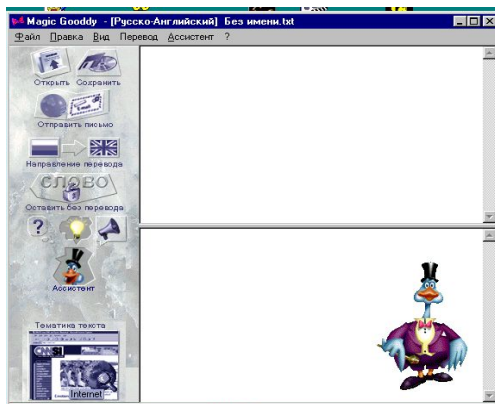 Magic Gooddy - [Русско-Английский] Без имени.txt
Файл Правка Вид Перевод Ассистент ?
Открыть Сохранить
Отправить письмо
Направление перевода
СЛОВО
Оставить без перевода
?
Ассистент
Тематика текста
Internet